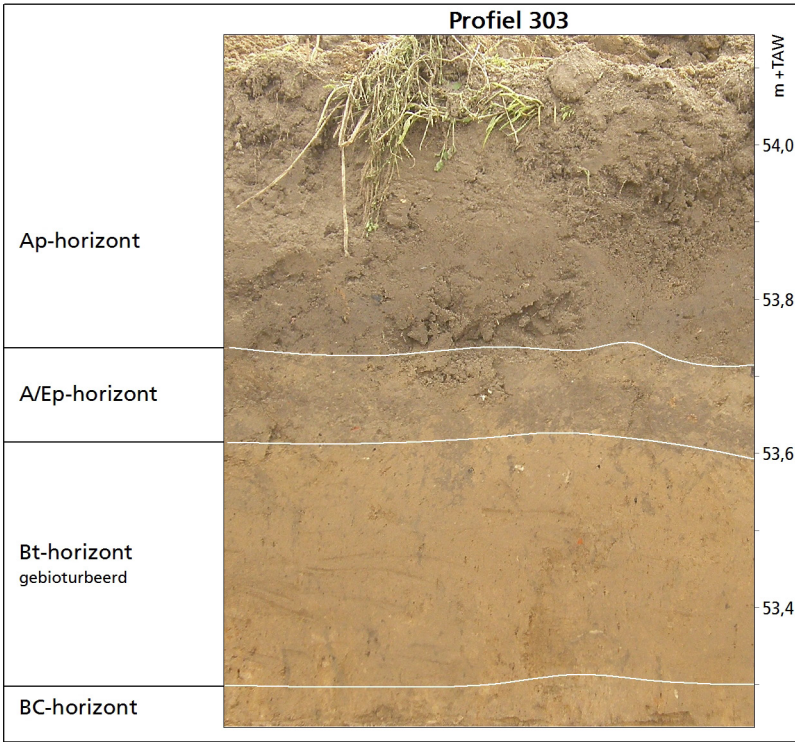 Profiel 303
m +TAW
54,0
Ap-horizont
53,8
A/Ep-horizont
53,6
Bt-horizont
gebioturbeerd
53,4
BC-horizont